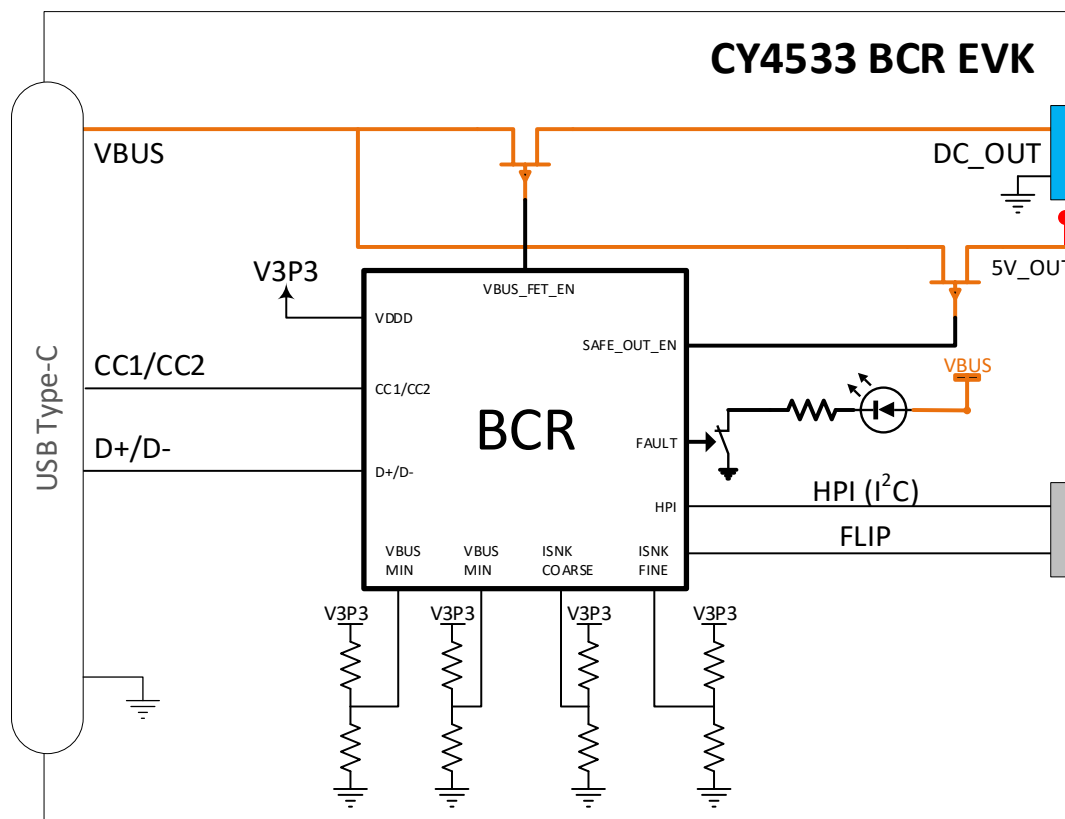 CY4533 BCR EVK
VBUS
DC_OUT
V3P3
VBUS_FET_EN
5V_OUT
VDDD
SAFE_OUT_EN
USB Type-C
CC1/CC2
CC1/CC2
VBUS
BCR
FAULT
D+/D-
D+/D-
HPI
HPI (I²C)
FLIP
VBUS
MIN
VBUS
MIN
ISNK
COARSE
ISNK
FINE
V3P3
V3P3
V3P3
V3P3